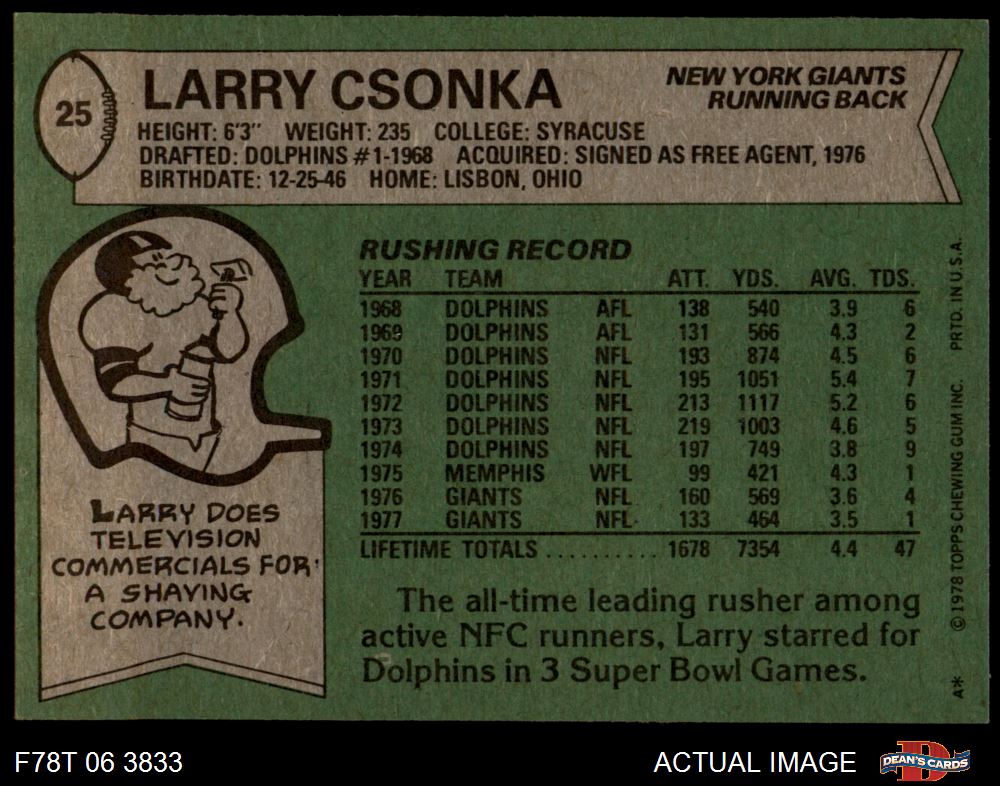 25
LARRY CSONKA
NEW YORK GIANTS
RUNNING BACK
HEIGHT: 6'3" WEIGHT: 235 COLLEGE: SYRACUSE
DRAFTED: DOLPHINS #1-1968 ACQUIRED: SIGNED AS FREE AGENT, 1976
BIRTHDATE: 12-25-46 HOME: LISBON, OHIO
RUSHING RECORD
YEAR TEAM ATT. YDS. AVG. TDS.
1968 DOLPHINS AFL 138 540 3.9 6
1969 DOLPHINS AFL 131 566 4.3 2
1970 DOLPHINS NFL 193 874 4.5 6
1971 DOLPHINS NFL 195 1051 5.4 7
1972 DOLPHINS NFL 213 1117 5.2 6
1973 DOLPHINS NFL 219 1003 4.6 5
1974 DOLPHINS NFL 197 749 3.8 9
1975 MEMPHIS WFL 99 421 4.3 1
1976 GIANTS NFL 160 569 3.6 4
1977 GIANTS NFL 133 464 3.5 1
LIFETIME TOTALS .......... 1678 7354 4.4 47
LARRY DOES
TELEVISION
COMMERCIALS FOR
A SHAVING
COMPANY.
The all-time leading rusher among
active NFC runners, Larry starred for
Dolphins in 3 Super Bowl Games.
A* © 1978 TOPPS CHEWING GUM INC. PRTD. IN U.S.A.
F78T 06 3833
ACTUAL IMAGE
D
DEAN'S CARDS